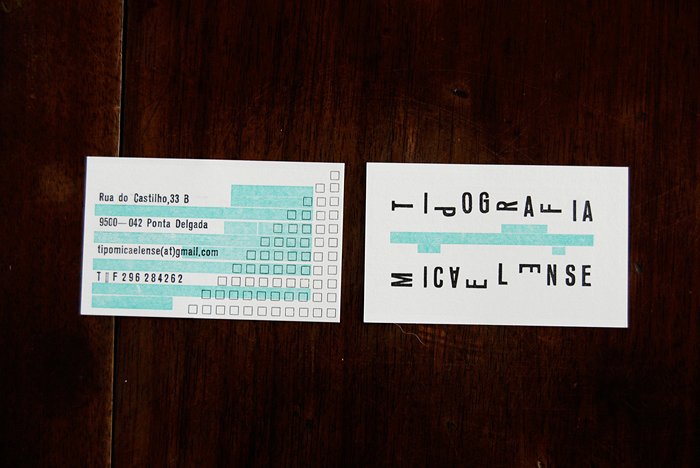 Rua do Castilho,33 B
9500—042 Ponta Delgada
tipomicaelense(at)gmail.com
T▯F 296 284262
TIPOGRAFIA
MICAELENSE